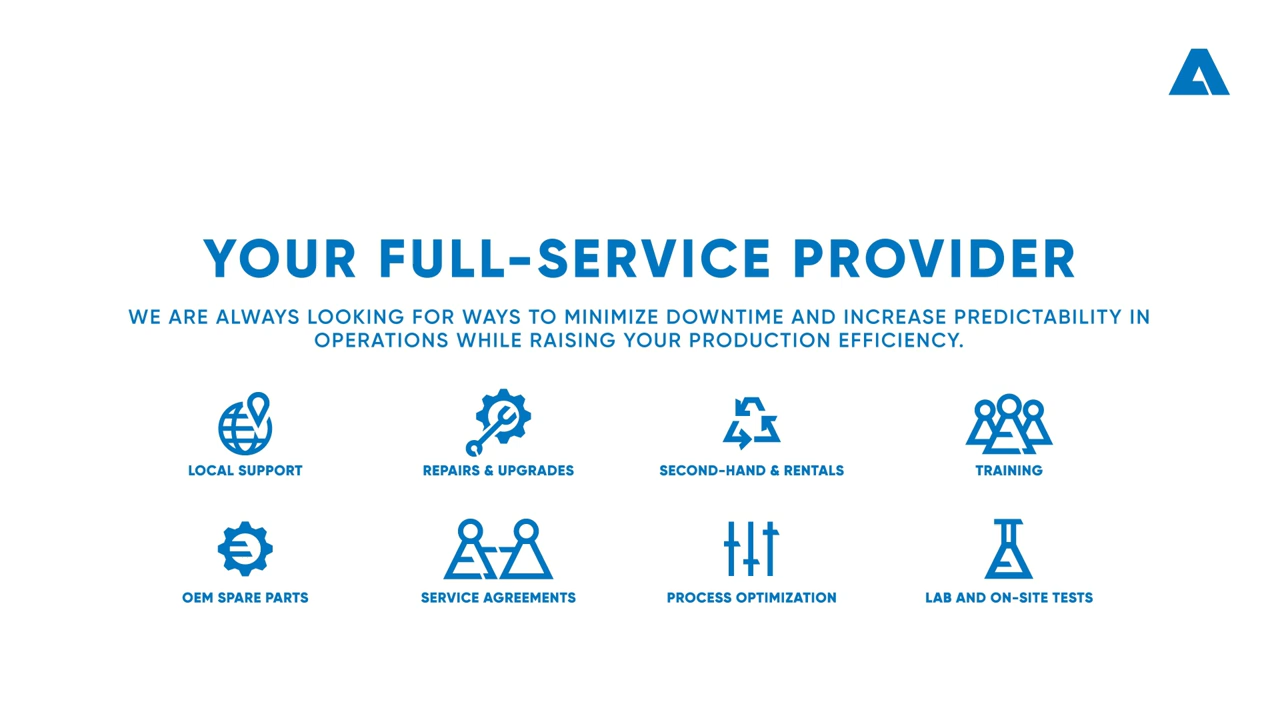 YOUR FULL-SERVICE PROVIDER
WE ARE ALWAYS LOOKING FOR WAYS TO MINIMIZE DOWNTIME AND INCREASE PREDICTABILITY IN
OPERATIONS WHILE RAISING YOUR PRODUCTION EFFICIENCY.
LOCAL SUPPORT
REPAIRS & UPGRADES
SECOND-HAND & RENTALS
TRAINING
OEM SPARE PARTS
SERVICE AGREEMENTS
PROCESS OPTIMIZATION
LAB AND ON-SITE TESTS